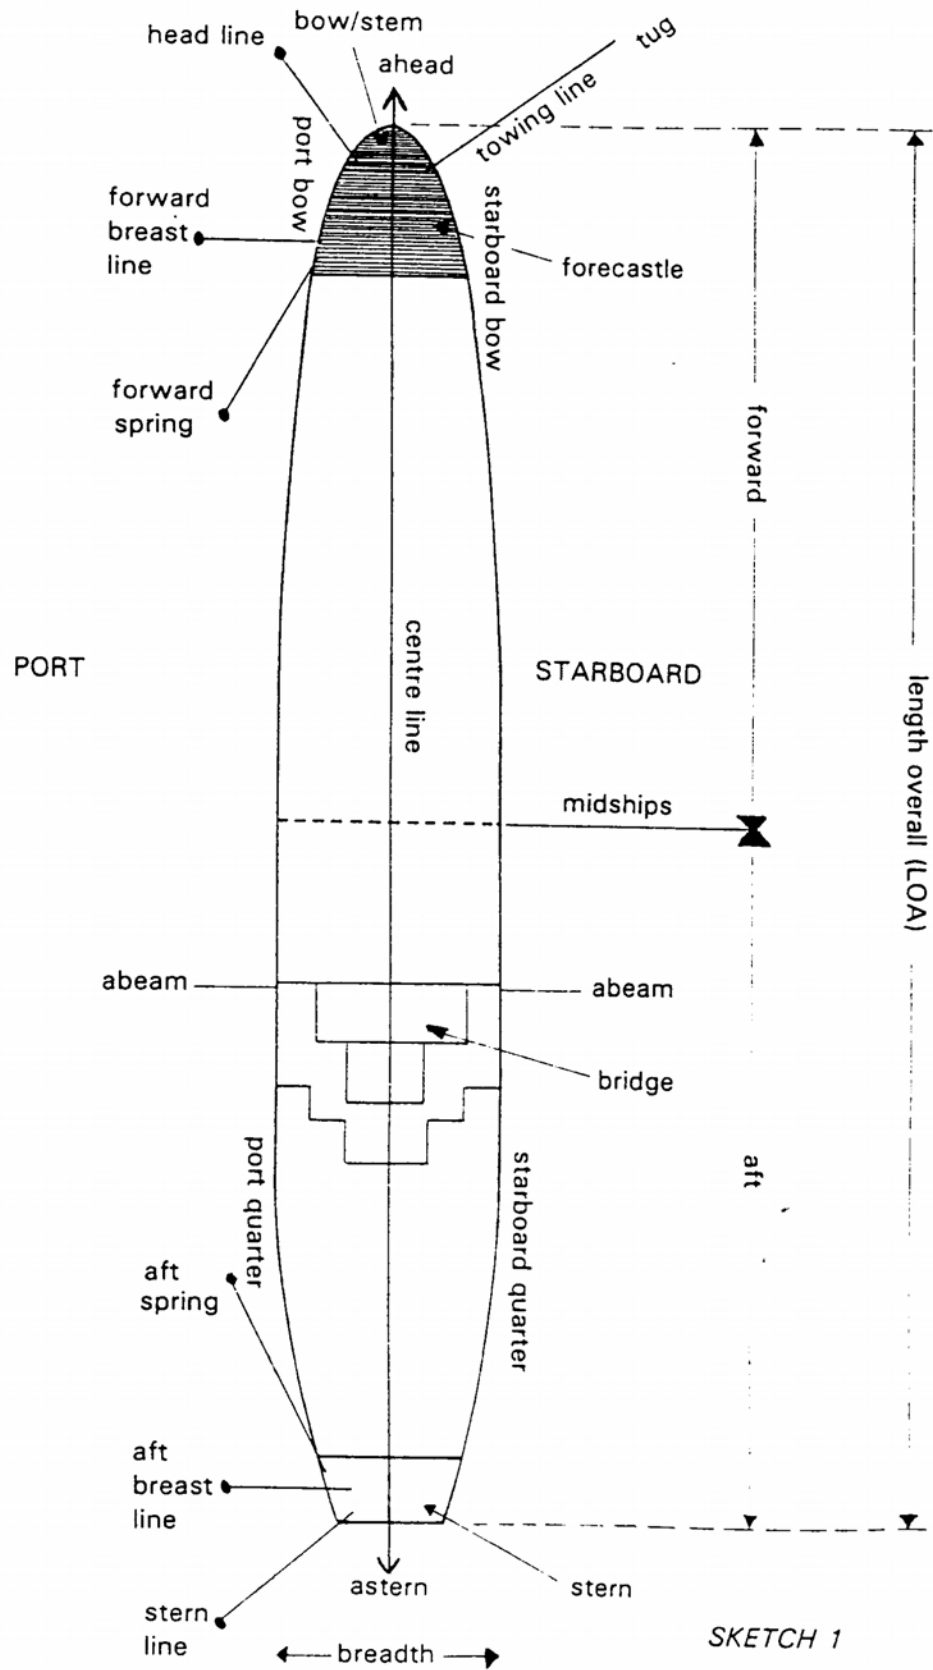 bow/stem
head line
tug
ahead
towing line
port bow
starboard bow
forward
breast
line
forecastle
forward
spring
forward
centre line
PORT
STARBOARD
length overall (LOA)
midships
abeam
abeam
bridge
port quarter
starboard quarter
aft
aft
spring
aft
breast
line
astern
stern
stern
line
breadth
SKETCH 1